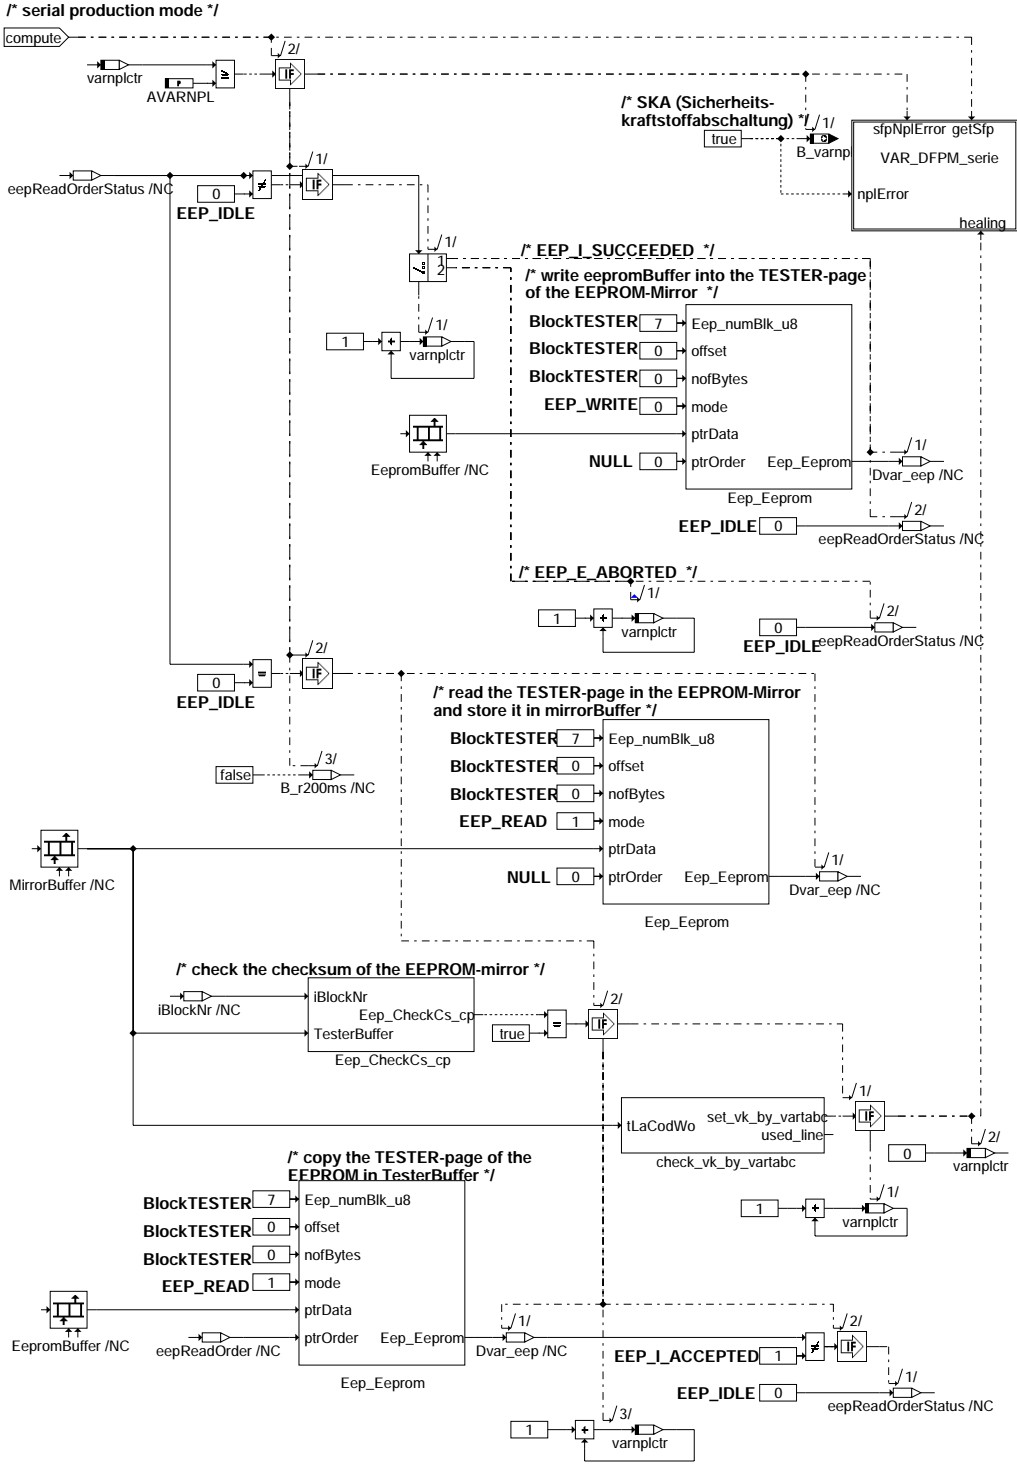 /* serial production mode */
compute
/2/
varnplctr
≥
IF
P
AVARNPL
/* SKA (Sicherheits-
kraftstoffabschaltung) */
/1/
true
B_varnpl
sfpNplError getSfp
VAR_DFPM_serie
nplError
healing
/1/
eepReadOrderStatus /NC
≠
IF
0
EEP_IDLE
/1/
/* EEP_I_SUCCEEDED */
1
2
/* write eepromBuffer into the TESTER-page
of the EEPROM-Mirror */
/1/
1
+
varnplctr
BlockTESTER 7 Eep_numBlk_u8
BlockTESTER 0 offset
BlockTESTER 0 nofBytes
EEP_WRITE 0 mode
ptrData
EepromBuffer /NC
NULL 0 ptrOrder Eep_Eeprom
/1/
Dvar_eep /NC
Eep_Eeprom
/2/
EEP_IDLE 0
eepReadOrderStatus /NC
/* EEP_E_ABORTED */
/1/
1
+
varnplctr
/2/
0
EEP_IDLE
eepReadOrderStatus /NC
/2/
=
IF
0
EEP_IDLE
/* read the TESTER-page in the EEPROM-Mirror
and store it in mirrorBuffer */
BlockTESTER 7 Eep_numBlk_u8
/3/
BlockTESTER 0 offset
false
B_r200ms /NC
BlockTESTER 0 nofBytes
EEP_READ 1 mode
ptrData
MirrorBuffer /NC
/1/
NULL 0 ptrOrder Eep_Eeprom
Dvar_eep /NC
Eep_Eeprom
/* check the checksum of the EEPROM-mirror */
iBlockNr /NC
iBlockNr
/2/
Eep_CheckCs_cp
TesterBuffer
true
=
IF
Eep_CheckCs_cp
/1/
set_vk_by_vartabc
IF
tLaCodWo
used_line
check_vk_by_vartabc
/2/
0
varnplctr
/* copy the TESTER-page of the
EEPROM in TesterBuffer */
/1/
1
+
varnplctr
BlockTESTER 7 Eep_numBlk_u8
BlockTESTER 0 offset
BlockTESTER 0 nofBytes
EEP_READ 1 mode
ptrData
EepromBuffer /NC
eepReadOrder /NC
ptrOrder Eep_Eeprom
/1/
Dvar_eep /NC
Eep_Eeprom
/2/
EEP_I_ACCEPTED 1
≠
IF
/1/
EEP_IDLE 0
eepReadOrderStatus /NC
/3/
1
+
varnplctr